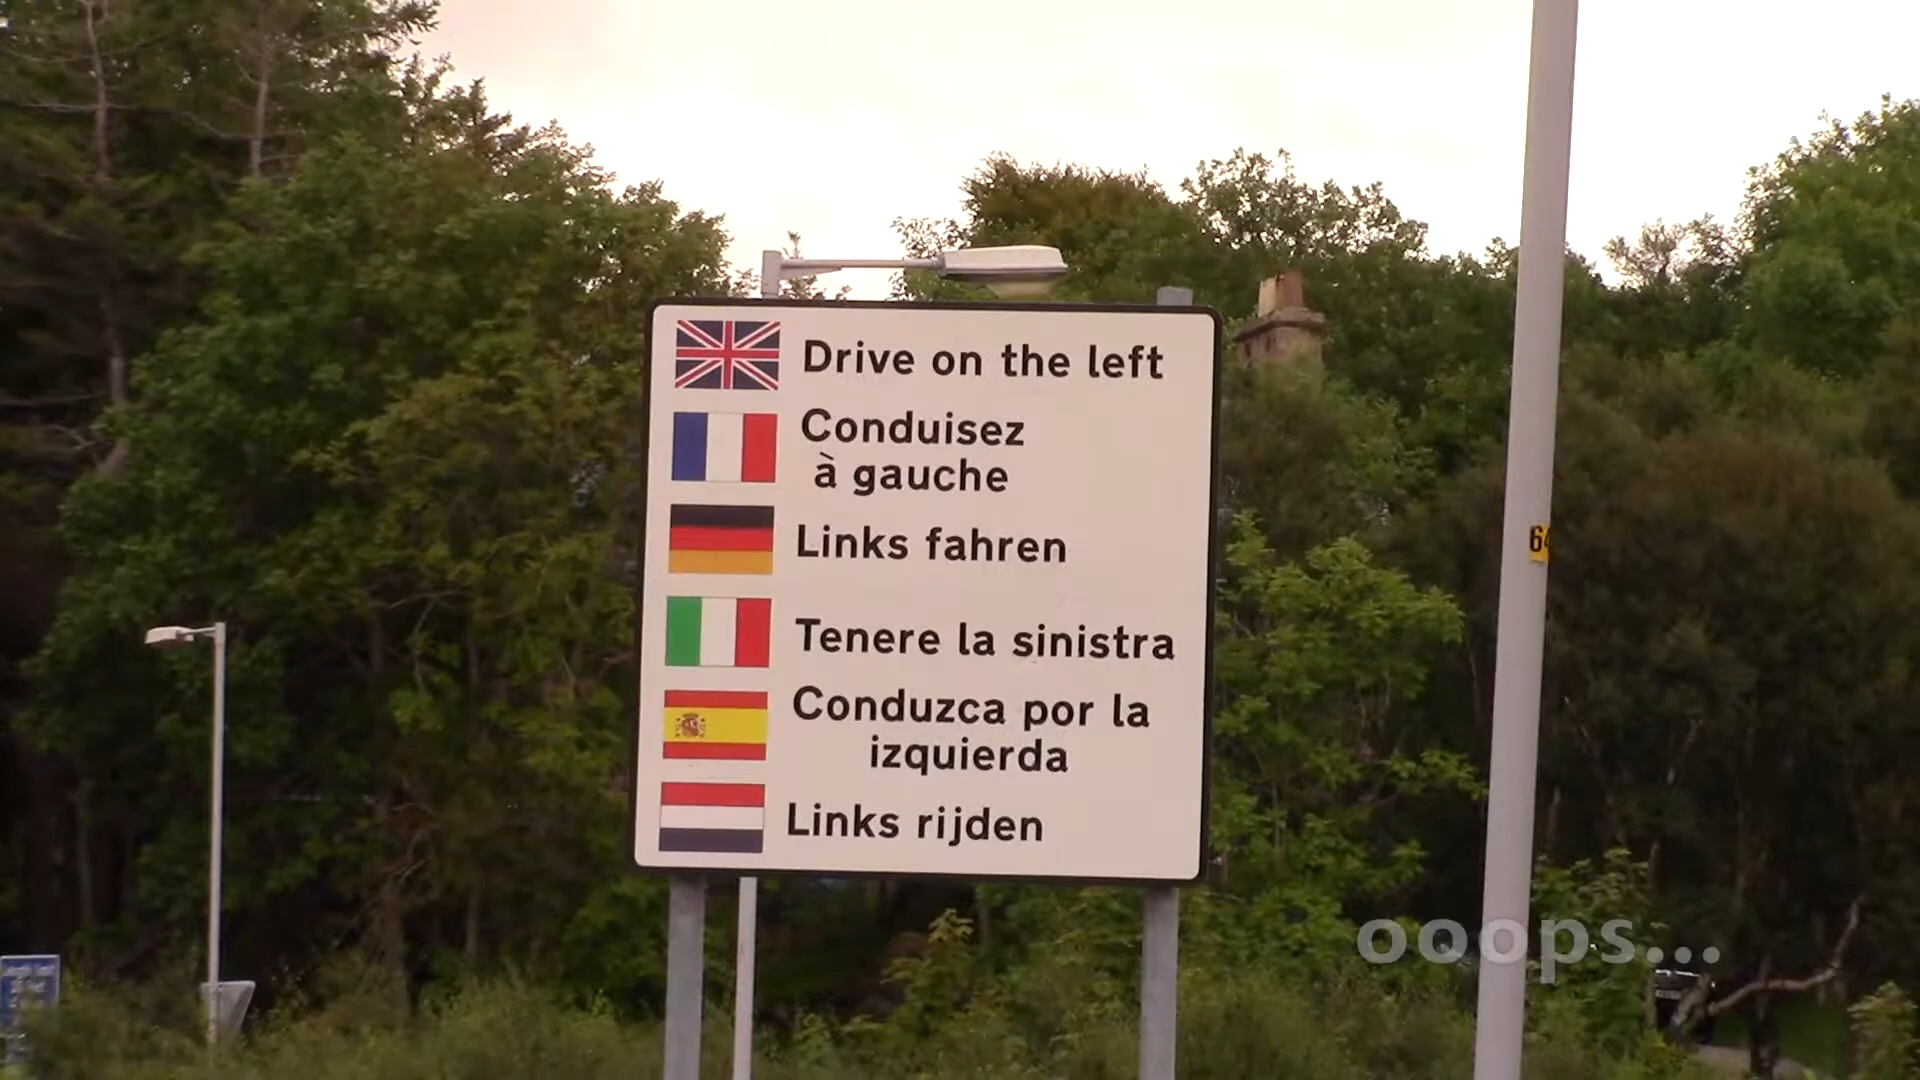 Drive on the left
Conduisez
à gauche
Links fahren
Tenere la sinistra
Conduzca por la
izquierda
Links rijden
64
ooops...